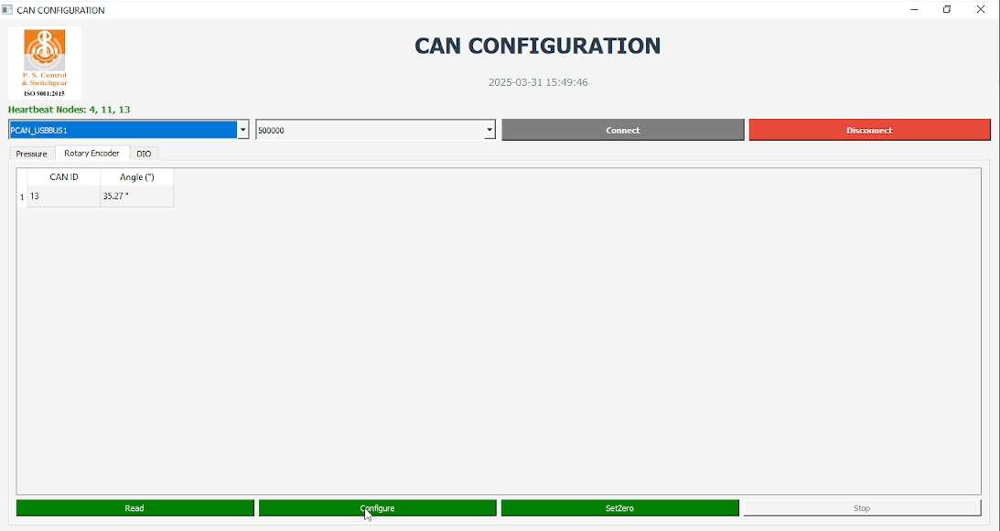 CAN CONFIGURATION
P. S. Control
& Switchgear
ISO 9001:2015
CAN CONFIGURATION
2025-03-31 15:49:46
Heartbeat Nodes: 4, 11, 13
PCAN_USBBUS1 500000 Connect Disconnect
Pressure Rotary Encoder DIO
CAN ID Angle (°)
1 13 35.27 °
Read Configure SetZero Stop